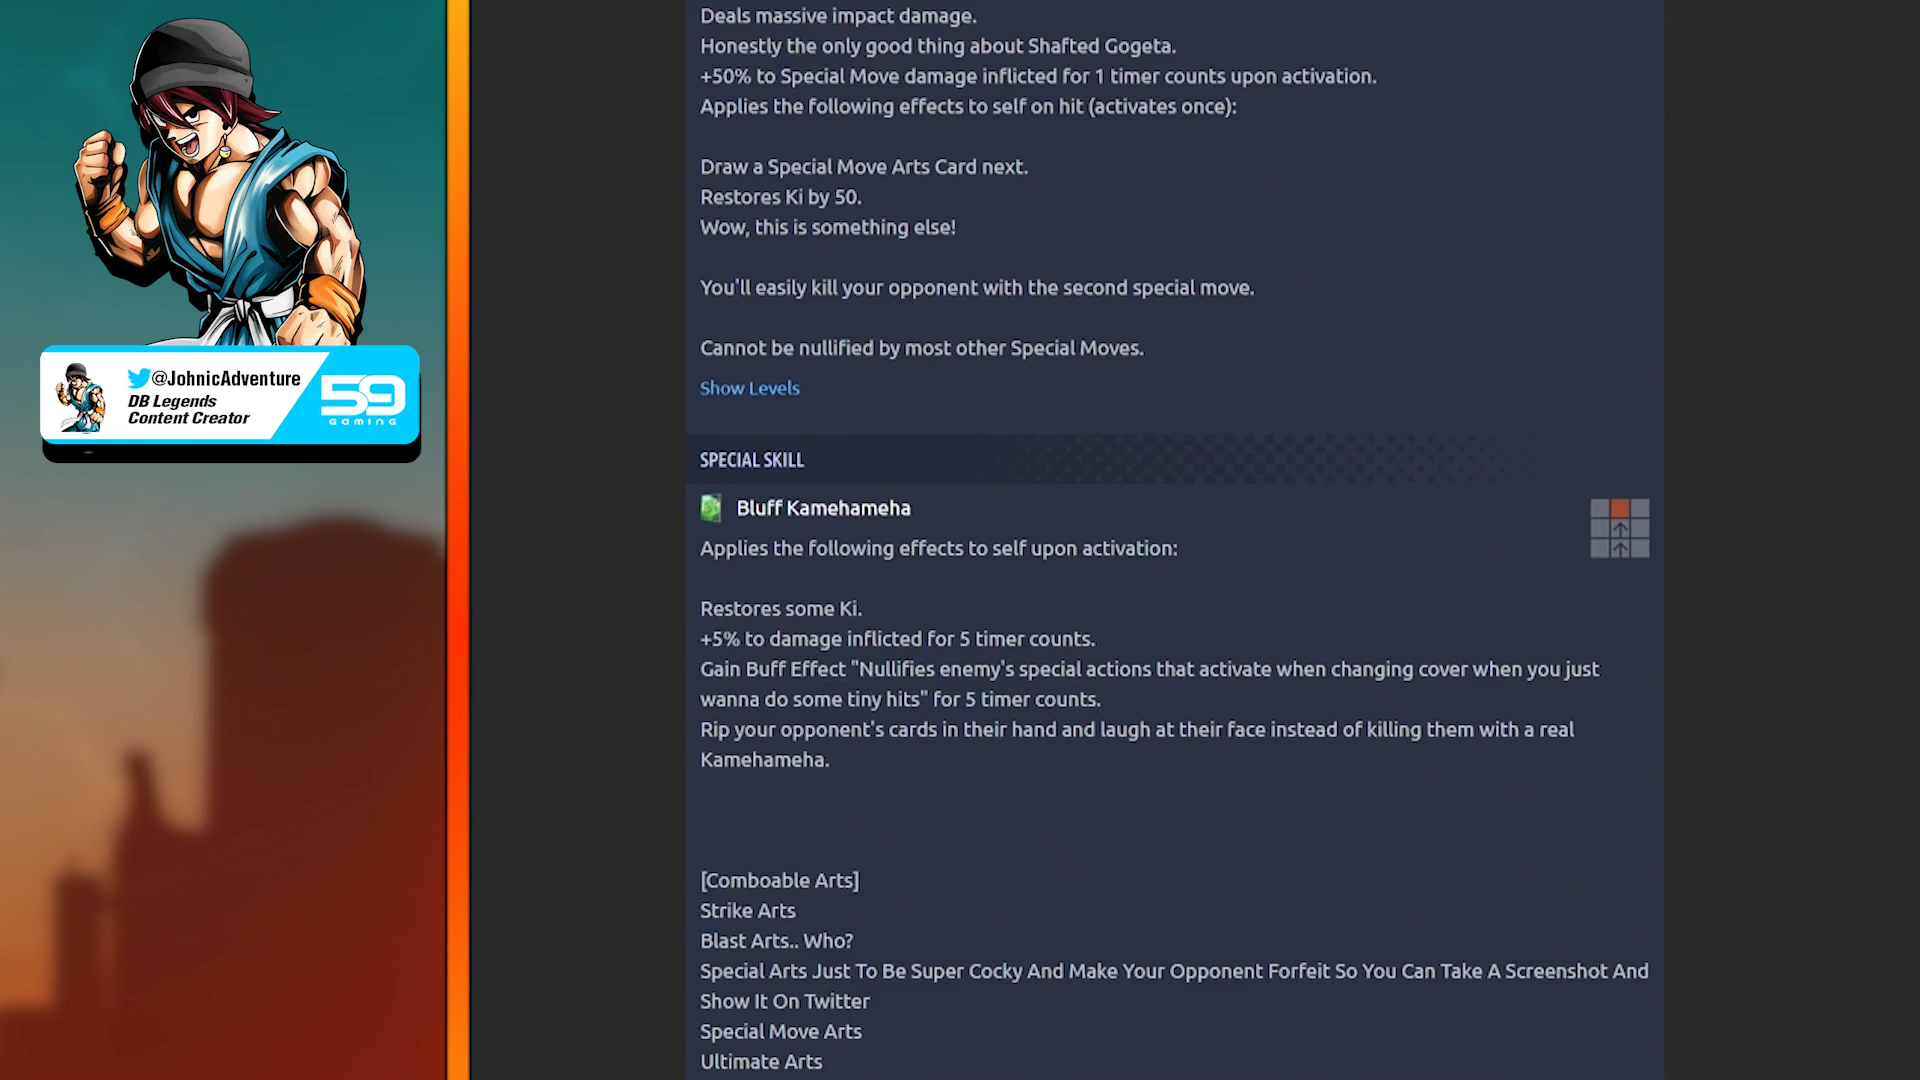 Deals massive impact damage.
Honestly the only good thing about Shafted Gogeta.
+50% to Special Move damage inflicted for 1 timer counts upon activation.
Applies the following effects to self on hit (activates once):
Draw a Special Move Arts Card next.
Restores Ki by 50.
Wow, this is something else!
You'll easily kill your opponent with the second special move.
Cannot be nullified by most other Special Moves.
Show Levels
@JohnicAdventure
DB Legends
Content Creator
59
GAMING
SPECIAL SKILL
Bluff Kamehameha
Applies the following effects to self upon activation:
Restores some Ki.
+5% to damage inflicted for 5 timer counts.
Gain Buff Effect "Nullifies enemy's special actions that activate when changing cover when you just
wanna do some tiny hits" for 5 timer counts.
Rip your opponent's cards in their hand and laugh at their face instead of killing them with a real
Kamehameha.
[Comboable Arts]
Strike Arts
Blast Arts.. Who?
Special Arts Just To Be Super Cocky And Make Your Opponent Forfeit So You Can Take A Screenshot And
Show It On Twitter
Special Move Arts
Ultimate Arts